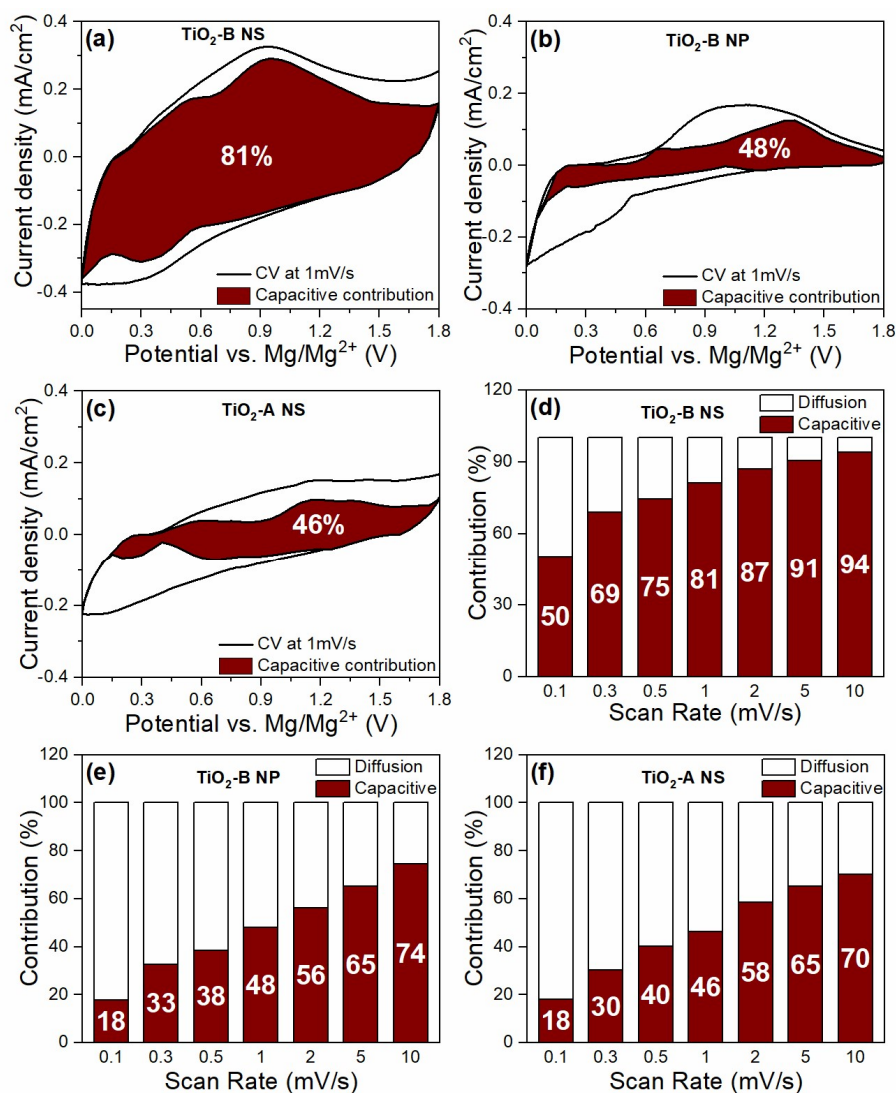 (a)
TiO₂-B NS
81%
CV at 1mV/s
Capacitive contribution
0.4
0.2
0.0
-0.2
-0.4
Current density (mA/cm²)
0.0 0.3 0.6 0.9 1.2 1.5 1.8
Potential vs. Mg/Mg²⁺ (V)
(b)
TiO₂-B NP
48%
CV at 1mV/s
Capacitive contribution
0.4
0.2
0.0
-0.2
-0.4
Current density (mA/cm²)
0.0 0.3 0.6 0.9 1.2 1.5 1.8
Potential vs. Mg/Mg²⁺ (V)
(c)
TiO₂-A NS
46%
CV at 1mV/s
Capacitive contribution
0.4
0.2
0.0
-0.2
-0.4
Current density (mA/cm²)
0.0 0.3 0.6 0.9 1.2 1.5 1.8
Potential vs. Mg/Mg²⁺ (V)
(d)
TiO₂-B NS
Diffusion
Capacitive
120
90
60
30
0
Contribution (%)
50 69 75 81 87 91 94
0.1 0.3 0.5 1 2 5 10
Scan Rate (mV/s)
(e)
TiO₂-B NP
Diffusion
Capacitive
120
100
80
60
40
20
0
Contribution (%)
18 33 38 48 56 65 74
0.1 0.3 0.5 1 2 5 10
Scan Rate (mV/s)
(f)
TiO₂-A NS
Diffusion
Capacitive
120
100
80
60
40
20
0
Contribution (%)
18 30 40 46 58 65 70
0.1 0.3 0.5 1 2 5 10
Scan Rate (mV/s)